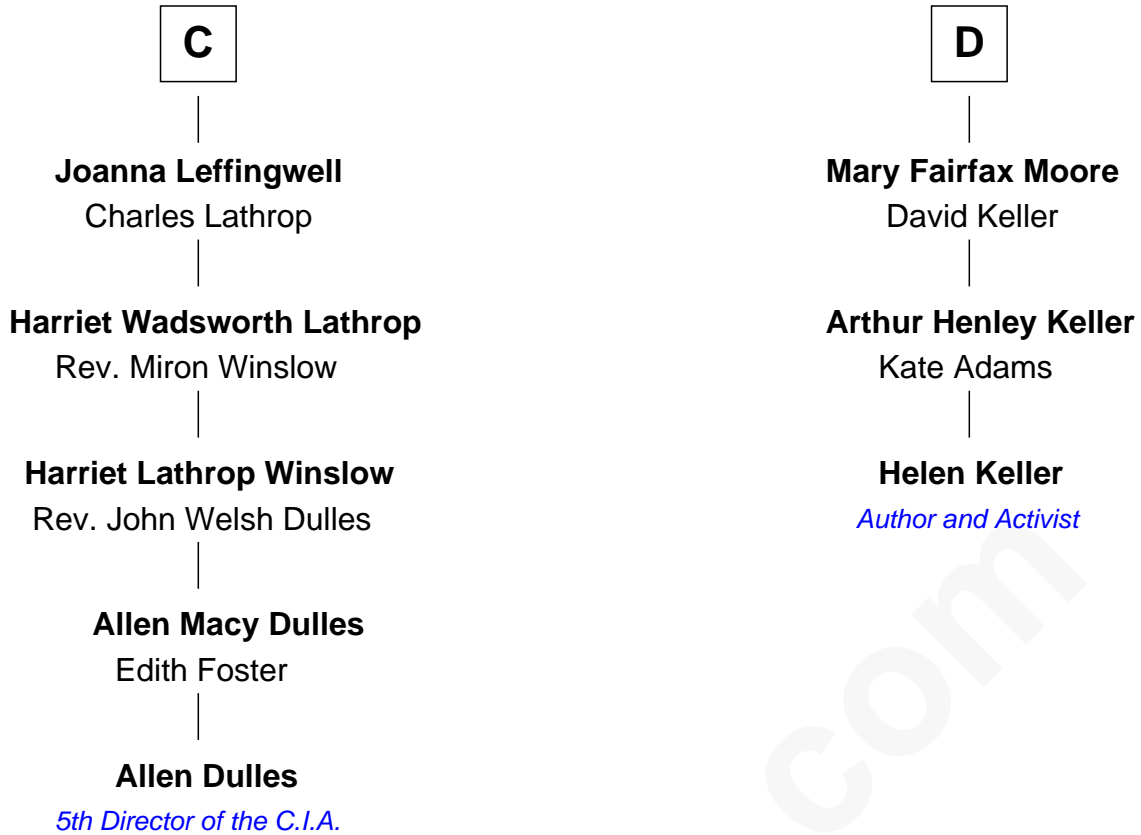 C
Joanna Leffingwell
Charles Lathrop
Harriet Wadsworth Lathrop
Rev. Miron Winslow
Harriet Lathrop Winslow
Rev. John Welsh Dulles
Allen Macy Dulles
Edith Foster
Allen Dulles
5th Director of the C.I.A.
D
Mary Fairfax Moore
David Keller
Arthur Henley Keller
Kate Adams
Helen Keller
Author and Activist
com